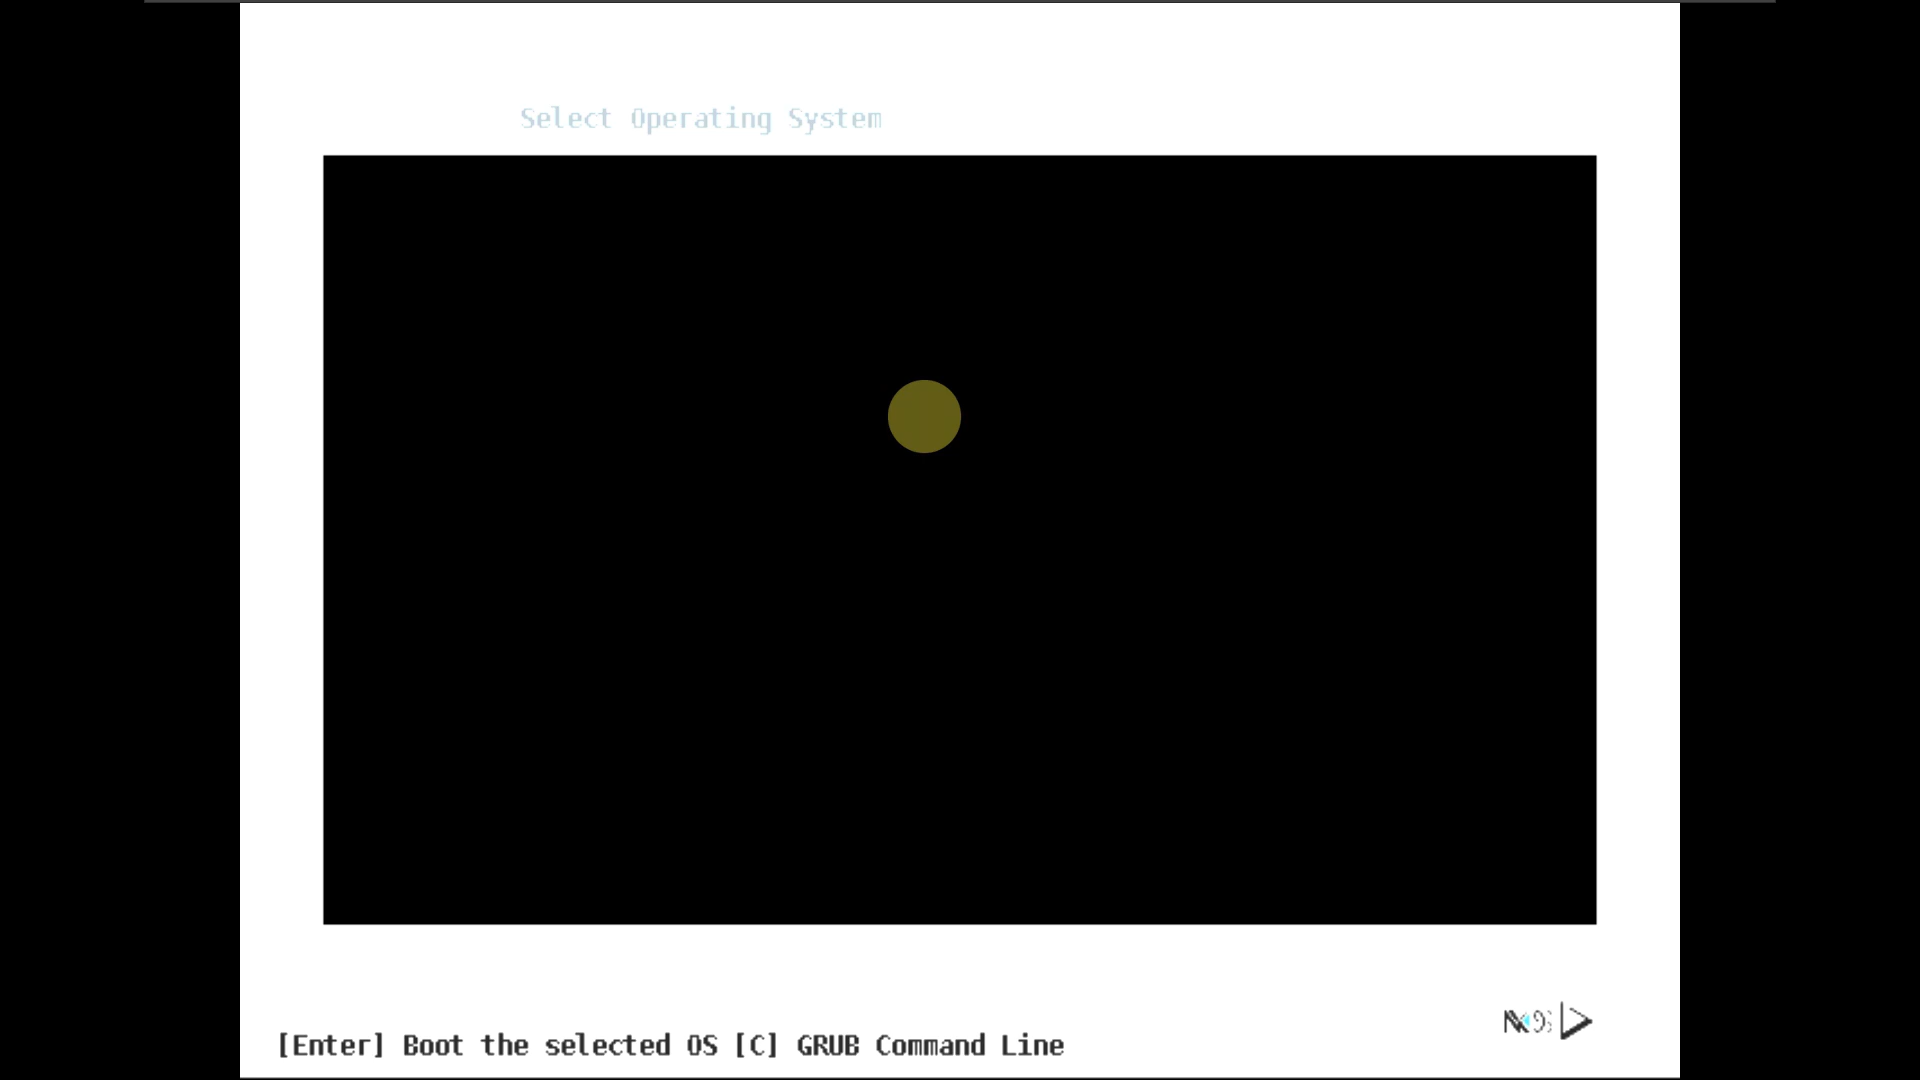 Select Operating System
[Enter] Boot the selected OS [C] GRUB Command Line